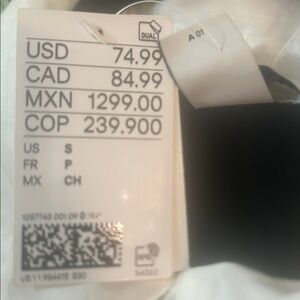 DUAL
A 01
USD 74.99
CAD 84.99
MXN 1299.00
COP 239.900
US S
FR P
MX CH